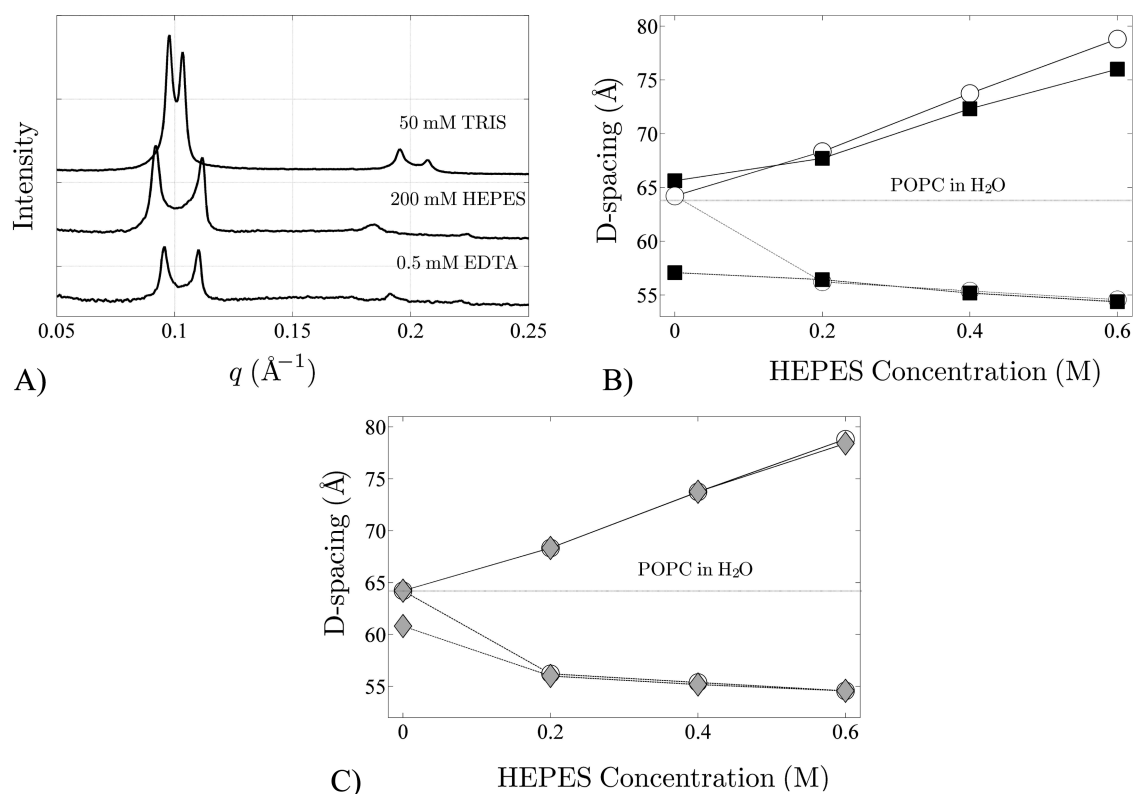 Intensity
50 mM TRIS
200 mM HEPES
0.5 mM EDTA
0.05 0.1 0.15 0.2 0.25
q (Å⁻¹)
A)
D-spacing (Å)
80
75
70
65
60
55
POPC in H₂O
0 0.2 0.4 0.6
HEPES Concentration (M)
B)
D-spacing (Å)
80
75
70
65
60
55
POPC in H₂O
0 0.2 0.4 0.6
HEPES Concentration (M)
C)